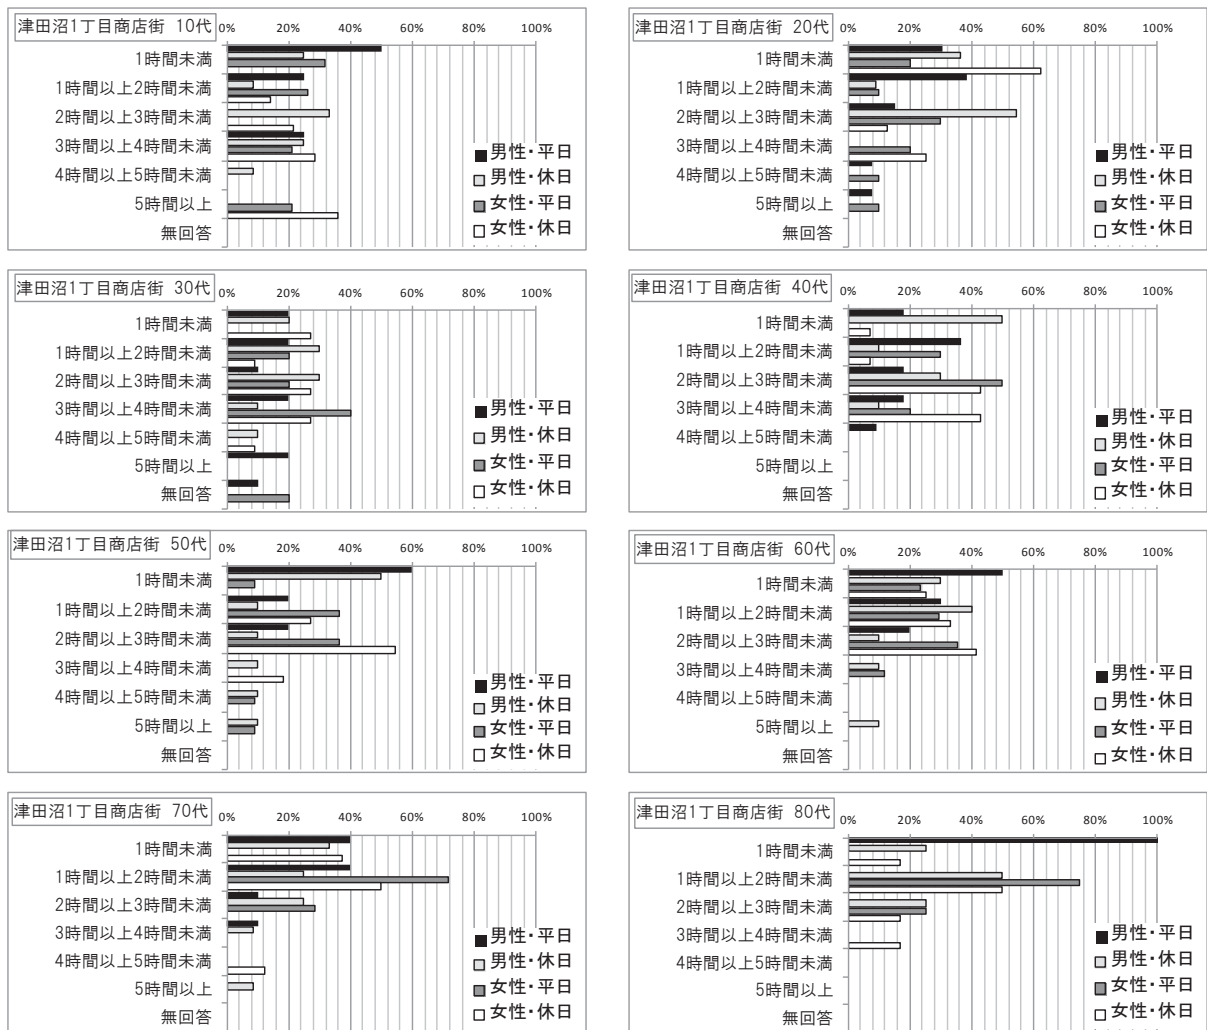 津田沼1丁目商店街 10代
0% 20% 40% 60% 80% 100%
1時間未満
1時間以上2時間未満
2時間以上3時間未満
3時間以上4時間未満
4時間以上5時間未満
5時間以上
無回答
男性・平日
男性・休日
女性・平日
女性・休日
津田沼1丁目商店街 20代
0% 20% 40% 60% 80% 100%
1時間未満
1時間以上2時間未満
2時間以上3時間未満
3時間以上4時間未満
4時間以上5時間未満
5時間以上
無回答
男性・平日
男性・休日
女性・平日
女性・休日
津田沼1丁目商店街 30代
0% 20% 40% 60% 80% 100%
1時間未満
1時間以上2時間未満
2時間以上3時間未満
3時間以上4時間未満
4時間以上5時間未満
5時間以上
無回答
男性・平日
男性・休日
女性・平日
女性・休日
津田沼1丁目商店街 40代
0% 20% 40% 60% 80% 100%
1時間未満
1時間以上2時間未満
2時間以上3時間未満
3時間以上4時間未満
4時間以上5時間未満
5時間以上
無回答
男性・平日
男性・休日
女性・平日
女性・休日
津田沼1丁目商店街 50代
0% 20% 40% 60% 80% 100%
1時間未満
1時間以上2時間未満
2時間以上3時間未満
3時間以上4時間未満
4時間以上5時間未満
5時間以上
無回答
男性・平日
男性・休日
女性・平日
女性・休日
津田沼1丁目商店街 60代
0% 20% 40% 60% 80% 100%
1時間未満
1時間以上2時間未満
2時間以上3時間未満
3時間以上4時間未満
4時間以上5時間未満
5時間以上
無回答
男性・平日
男性・休日
女性・平日
女性・休日
津田沼1丁目商店街 70代
0% 20% 40% 60% 80% 100%
1時間未満
1時間以上2時間未満
2時間以上3時間未満
3時間以上4時間未満
4時間以上5時間未満
5時間以上
無回答
男性・平日
男性・休日
女性・平日
女性・休日
津田沼1丁目商店街 80代
0% 20% 40% 60% 80% 100%
1時間未満
1時間以上2時間未満
2時間以上3時間未満
3時間以上4時間未満
4時間以上5時間未満
5時間以上
無回答
男性・平日
男性・休日
女性・平日
女性・休日